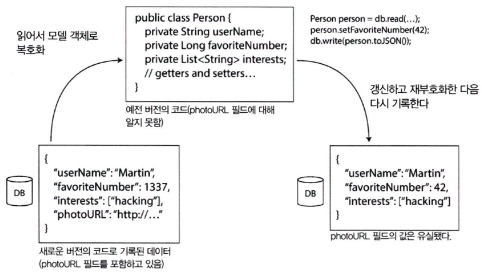 읽어서 모델 객체로
복호화
public class Person {
private String userName;
private Long favoriteNumber;
private List<String> interests;
// getters and setters…
}
예전 버전의 코드(photoURL 필드에 대해
알지 못함)
Person person = db.read(…);
person.setFavoriteNumber(42);
db.write(person.toJSON());
갱신하고 재부호화한 다음
다시 기록한다
DB
{
"userName": "Martin",
"favoriteNumber": 1337,
"interests": ["hacking"],
"photoURL": "http://…"
}
새로운 버전의 코드로 기록된 데이터
(photoURL 필드를 포함하고 있음)
DB
{
"userName": "Martin",
"favoriteNumber": 42,
"interests": ["hacking"]
}
photoURL 필드의 값은 유실됐다.